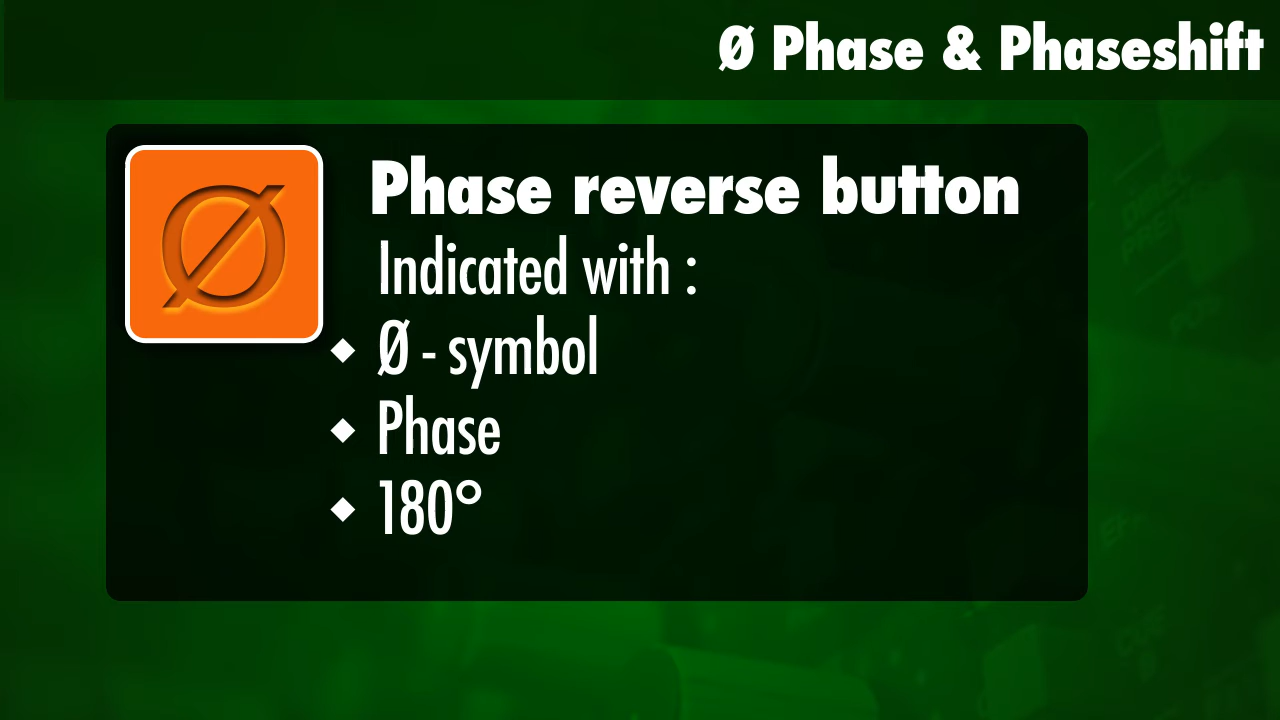 Ø Phase & Phaseshift
Ø
Phase reverse button
Indicated with :
◆ Ø - symbol
◆ Phase
◆ 180°